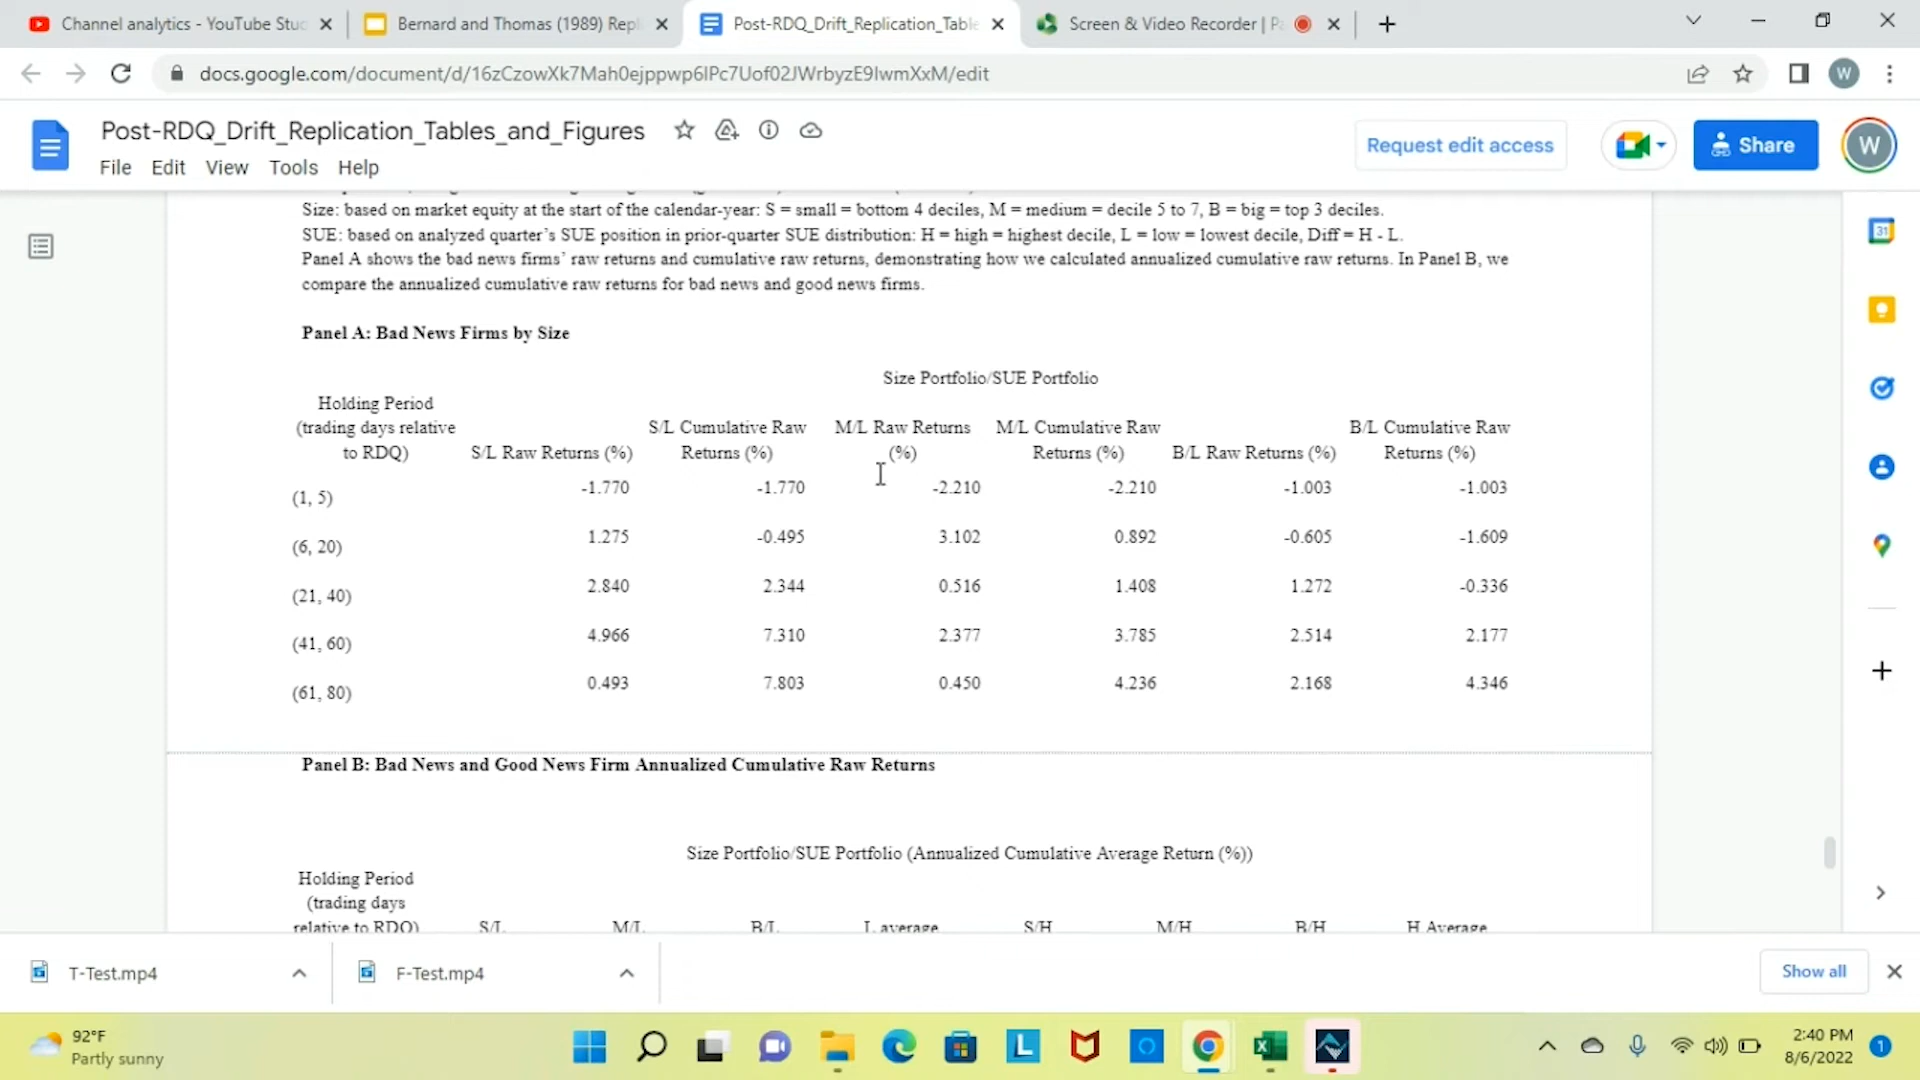 Channel analytics - YouTube Stuc
Bernard and Thomas (1989) Repl
Post-RDQ_Drift_Replication_Table
Screen & Video Recorder | Pa
docs.google.com/document/d/16zCzowXk7Mah0ejppwp6lPc7Uof02JWrbyzE9lwmXxM/edit
W
Post-RDQ_Drift_Replication_Tables_and_Figures
File Edit View Tools Help
Request edit access
Share
W
Size: based on market equity at the start of the calendar-year: S = small = bottom 4 deciles, M = medium = decile 5 to 7, B = big = top 3 deciles.
SUE: based on analyzed quarter's SUE position in prior-quarter SUE distribution: H = high = highest decile, L = low = lowest decile, Diff = H - L.
Panel A shows the bad news firms' raw returns and cumulative raw returns, demonstrating how we calculated annualized cumulative raw returns. In Panel B, we
compare the annualized cumulative raw returns for bad news and good news firms.
Panel A: Bad News Firms by Size
Size Portfolio/SUE Portfolio
Holding Period
(trading days relative S/L Cumulative Raw M/L Raw Returns M/L Cumulative Raw B/L Cumulative Raw
to RDQ) S/L Raw Returns (%) Returns (%) (%) Returns (%) B/L Raw Returns (%) Returns (%)
(1, 5) -1.770 -1.770 -2.210 -2.210 -1.003 -1.003
(6, 20) 1.275 -0.495 3.102 0.892 -0.605 -1.609
(21, 40) 2.840 2.344 0.516 1.408 1.272 -0.336
(41, 60) 4.966 7.310 2.377 3.785 2.514 2.177
(61, 80) 0.493 7.803 0.450 4.236 2.168 4.346
Panel B: Bad News and Good News Firm Annualized Cumulative Raw Returns
Size Portfolio/SUE Portfolio (Annualized Cumulative Average Return (%))
Holding Period
(trading days
relative to RDQ) S/L M/L B/L L average S/H M/H B/H H Average
31
T-Test.mp4
F-Test.mp4
Show all
92°F
Partly sunny
L
2:40 PM
8/6/2022
1